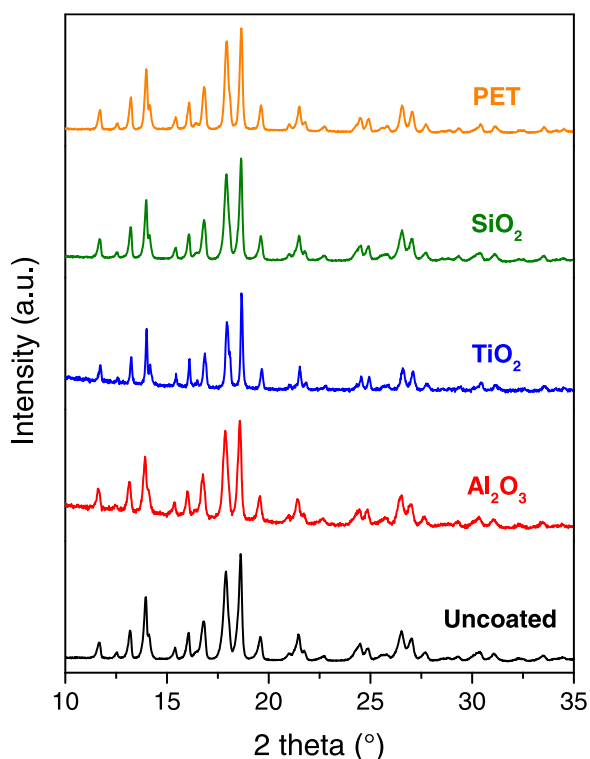 PET
SiO₂
TiO₂
Al₂O₃
Uncoated
Intensity (a.u.)
10 15 20 25 30 35
2 theta (°)